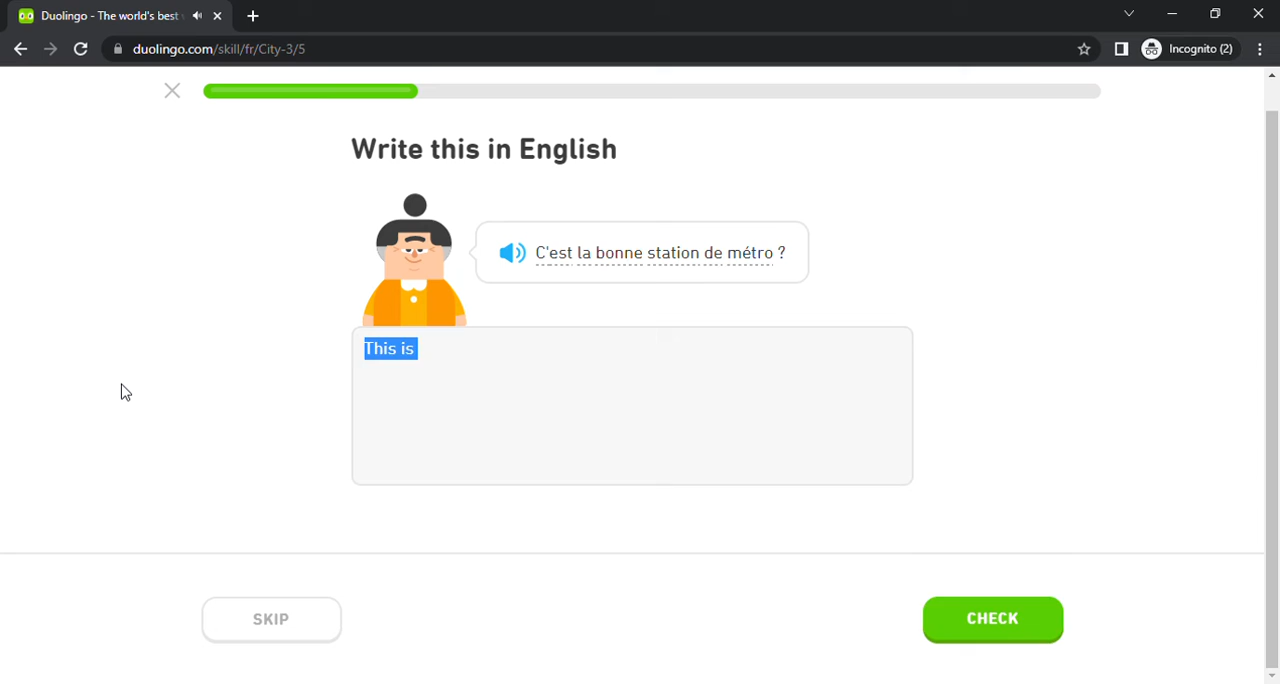 Duolingo - The world's best
duolingo.com/skill/fr/City-3/5
Incognito (2)
Write this in English
C'est la bonne station de métro ?
This is
SKIP
CHECK